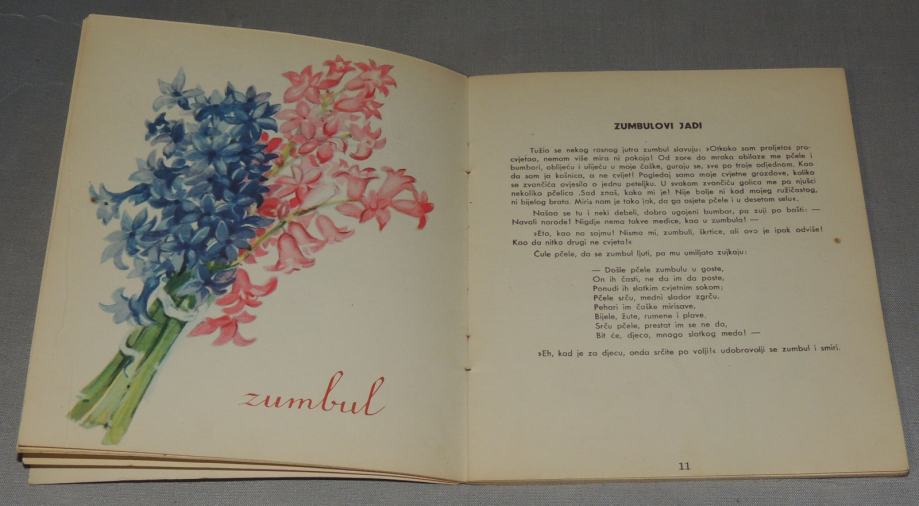 zumbul
ZUMBULOVI JADI
Tužio se nekog rosnog jutra zumbul slavuju: »Otkako sam proljetos pro-
cvjetao, nemam više mira ni pokoja! Od zore do mraka obilaze me pčele i
bumbari, oblijeću i ulijeću u moje čaške, guraju se, sve po troje odjednom. Kao
da sam ja košnica, a ne cvijet! Pogledaj samo moje cvjetne grozdove, koliko
se zvončića ovjesilo o jednu peteljku. U svakom zvončiću golica me po njušci
nekoliko pčelica. Sad znaš, kako mi je! Nije bolje ni kod mojeg ružičastog,
ni bijelog brata. Miris nam je tako jak, da ga osjete pčele i u desetom selu«.
Našao se tu i neki debeli, dobro ugojeni bumbar, pa zuji po bašti: —
Navali narode! Nigdje nema takve medice, kao u zumbula! —
»Eto, kao na sajmu! Nismo mi, zumbuli, škrtice, ali ovo je ipak odviše!
Kao da nitko drugi ne cvjeta!«
Čule pčele, da se zumbul ljuti, pa mu umiljato zujkaju:
— Došle pčele zumbulu u goste,
On ih časti, ne da im da poste,
Ponudi ih slatkim cvjetnim sokom;
Pčele srču, medni slador zgrču.
Pehari im čaške mirisave,
Bijele, žute, rumene i plave.
Srču pčele, prestat im se ne da,
Bit će, djeco, mnogo slatkog meda! —
»Eh, kad je za djecu, onda srčite po volji!« udobrovolji se zumbul i smiri.
11